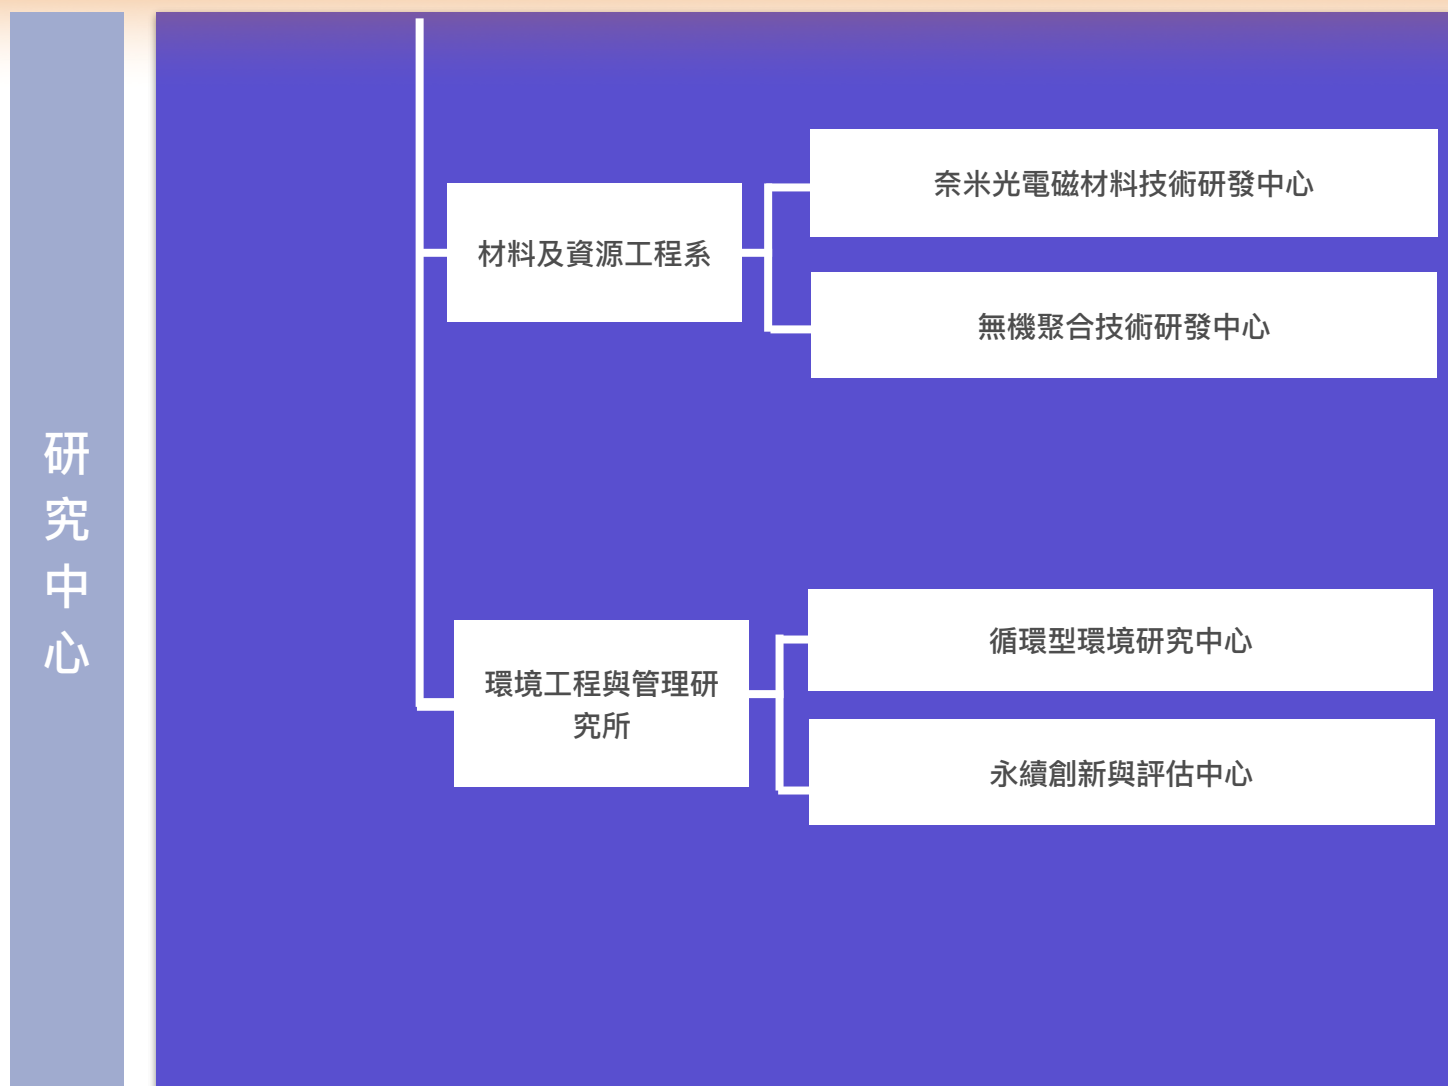 研究中心
材料及資源工程系
奈米光電磁材料技術研發中心
無機聚合技術研發中心
環境工程與管理研
究所
循環型環境研究中心
永續創新與評估中心